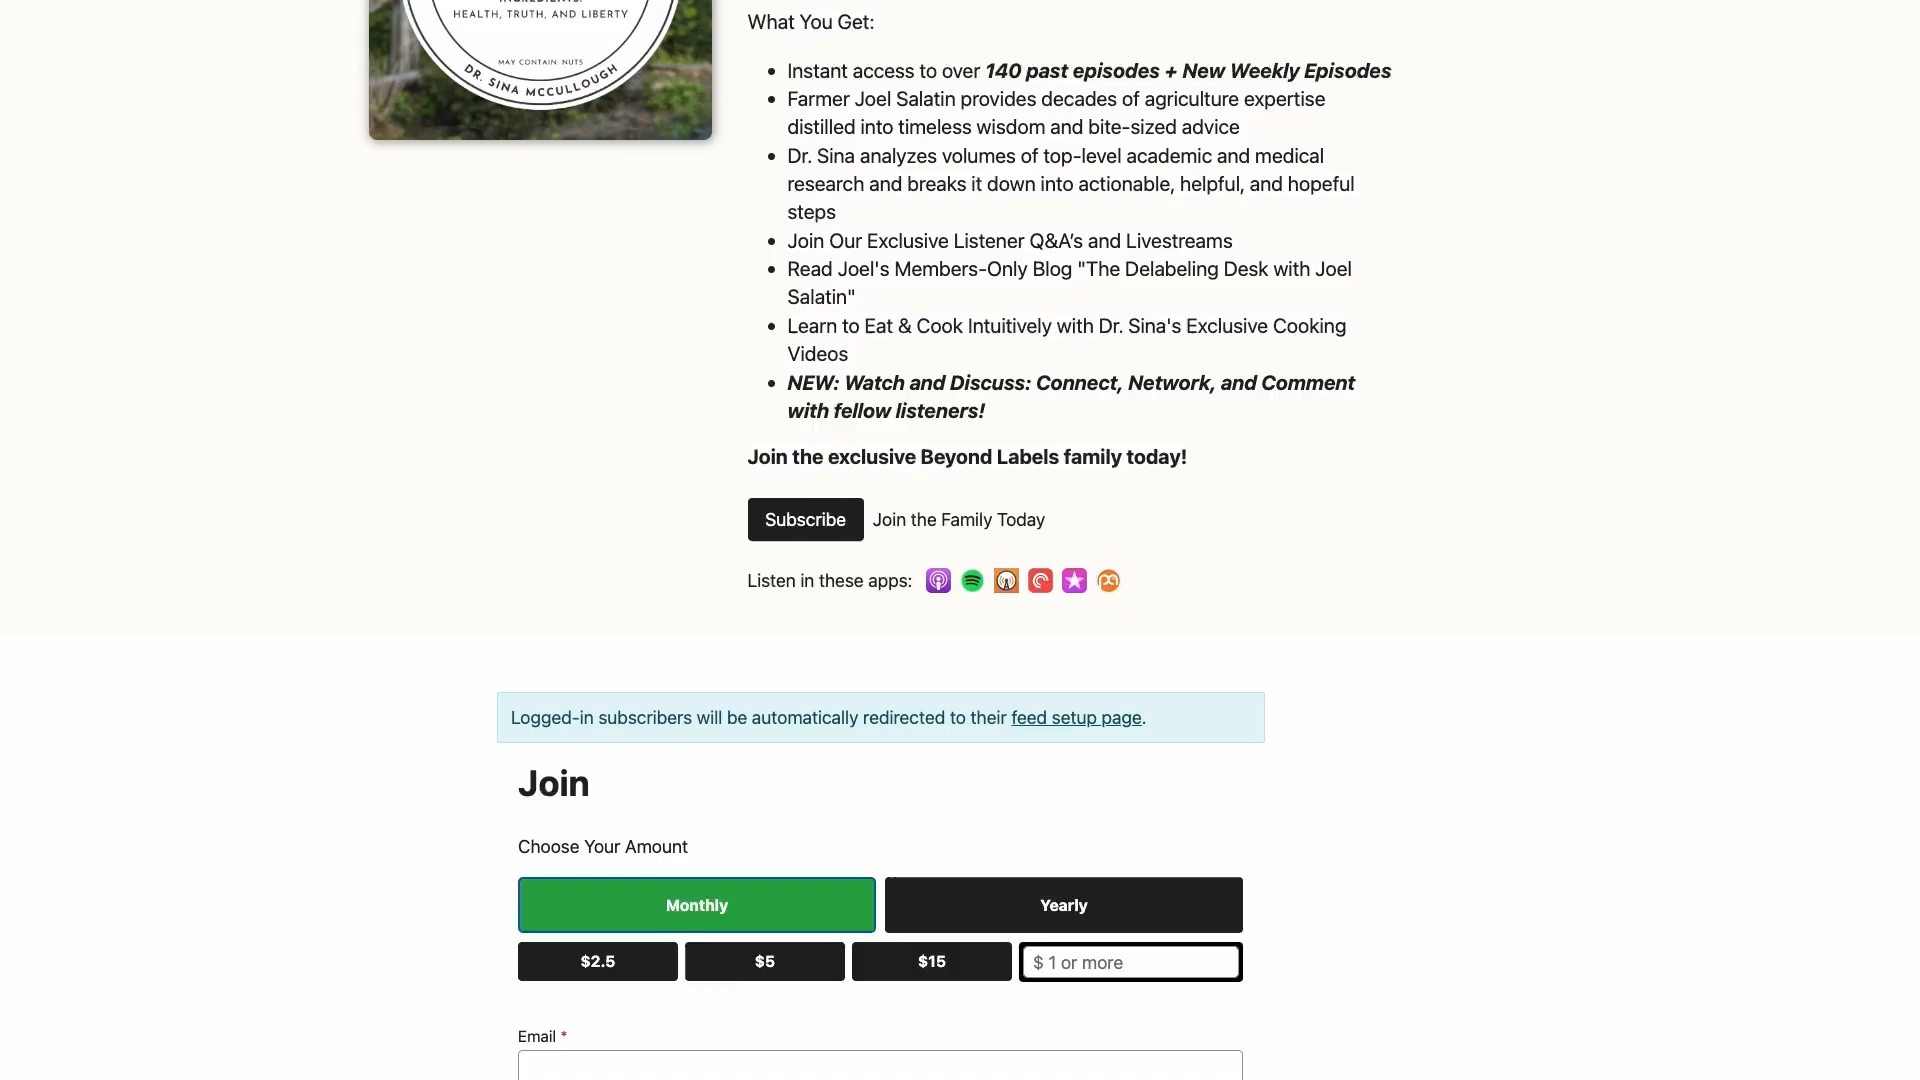 INGREDIENTS:
HEALTH, TRUTH, AND LIBERTY
MAY CONTAIN: NUTS
DR. SINA MCCULLOUGH
What You Get:
• Instant access to over 140 past episodes + New Weekly Episodes
• Farmer Joel Salatin provides decades of agriculture expertise
distilled into timeless wisdom and bite-sized advice
• Dr. Sina analyzes volumes of top-level academic and medical
research and breaks it down into actionable, helpful, and hopeful
steps
• Join Our Exclusive Listener Q&A’s and Livestreams
• Read Joel's Members-Only Blog "The Delabeling Desk with Joel
Salatin"
• Learn to Eat & Cook Intuitively with Dr. Sina's Exclusive Cooking
Videos
• NEW: Watch and Discuss: Connect, Network, and Comment
with fellow listeners!
Join the exclusive Beyond Labels family today!
Subscribe Join the Family Today
Listen in these apps:
Logged-in subscribers will be automatically redirected to their feed setup page.
Join
Choose Your Amount
Monthly Yearly
$2.5 $5 $15 $ 1 or more
Email *